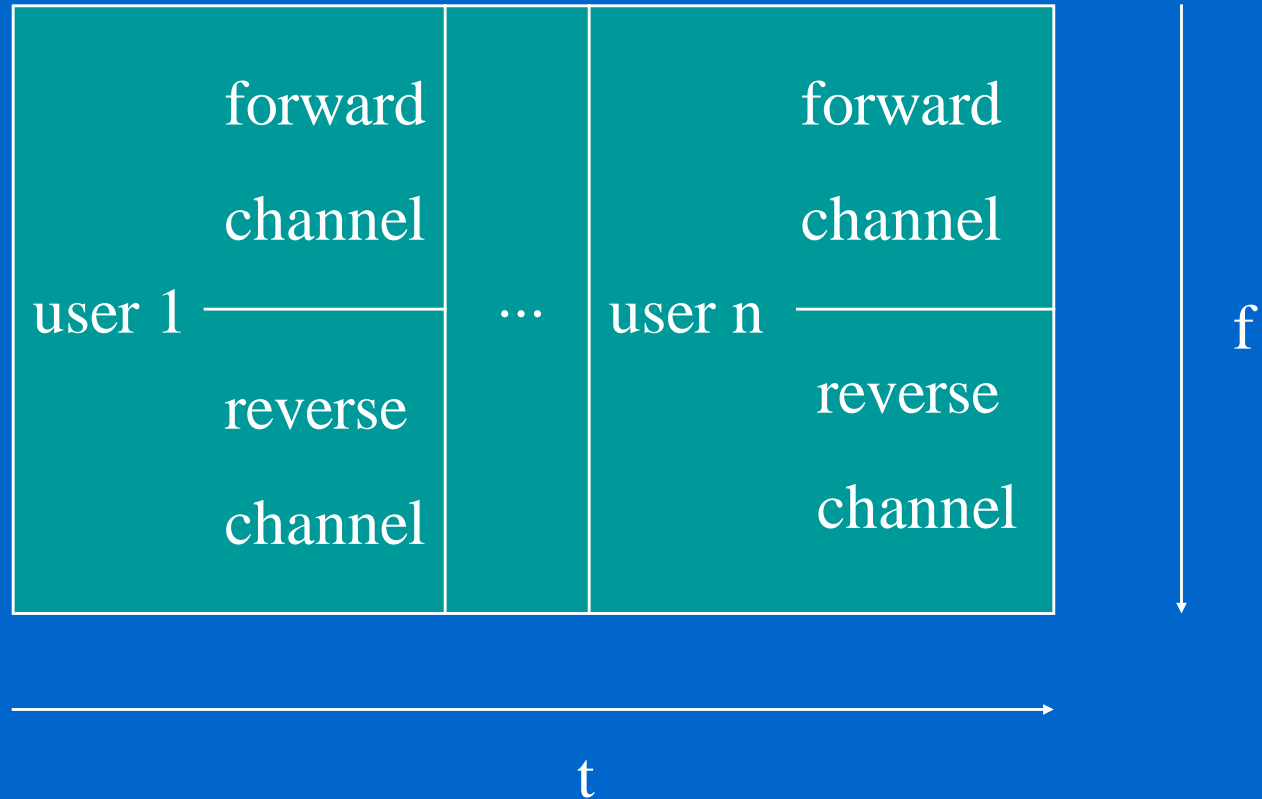 forward
channel
user 1
reverse
channel
...
forward
channel
user n
reverse
channel
f
t